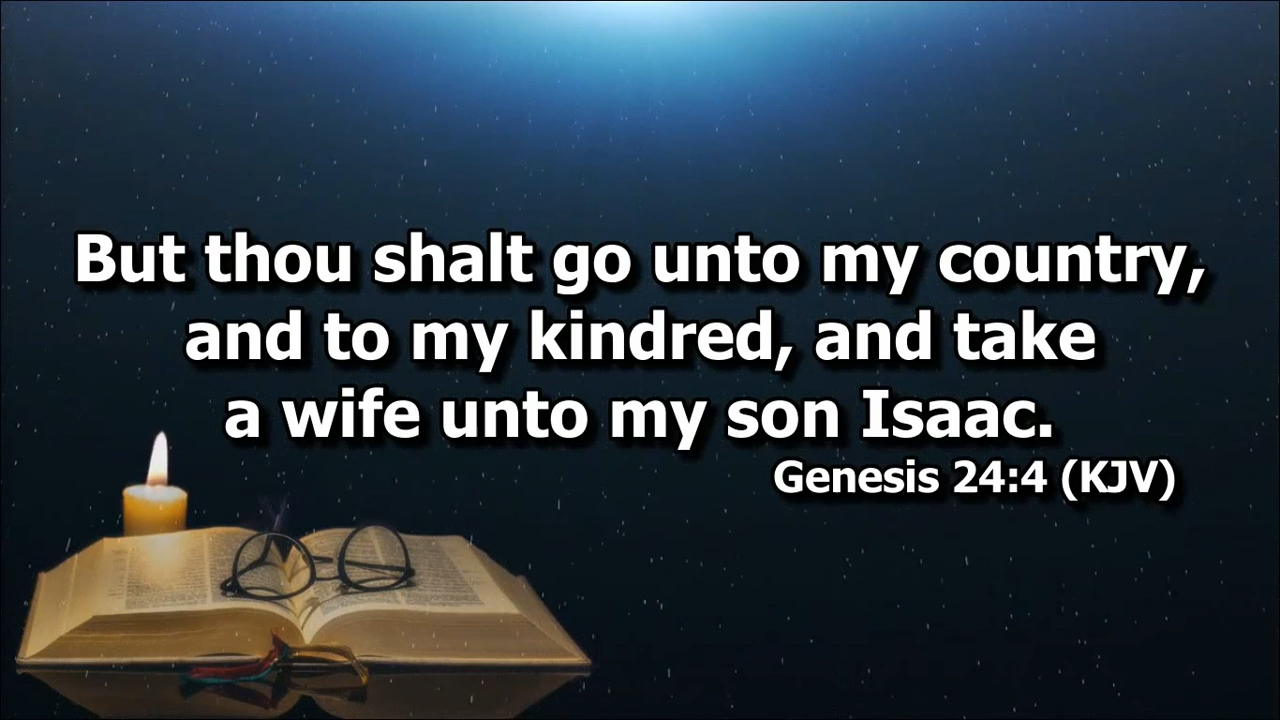 But thou shalt go unto my country,
and to my kindred, and take
a wife unto my son Isaac.
Genesis 24:4 (KJV)